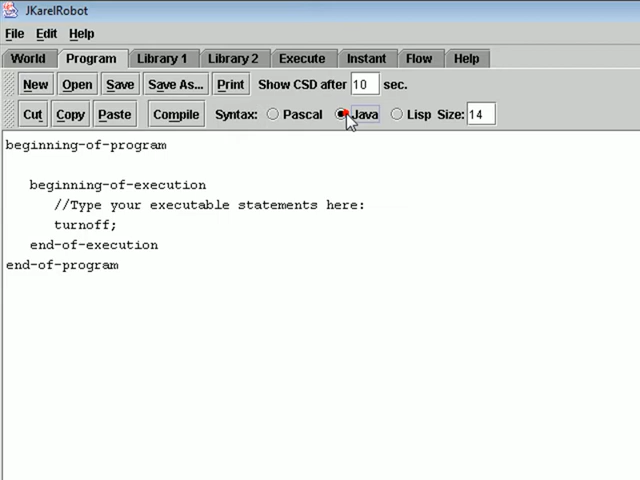 JKarelRobot
File Edit Help
World Program Library 1 Library 2 Execute Instant Flow Help
New Open Save Save As... Print Show CSD after 10 sec.
Cut Copy Paste Compile Syntax: Pascal Java Lisp Size: 14
beginning-of-program
beginning-of-execution
//Type your executable statements here:
turnoff;
end-of-execution
end-of-program